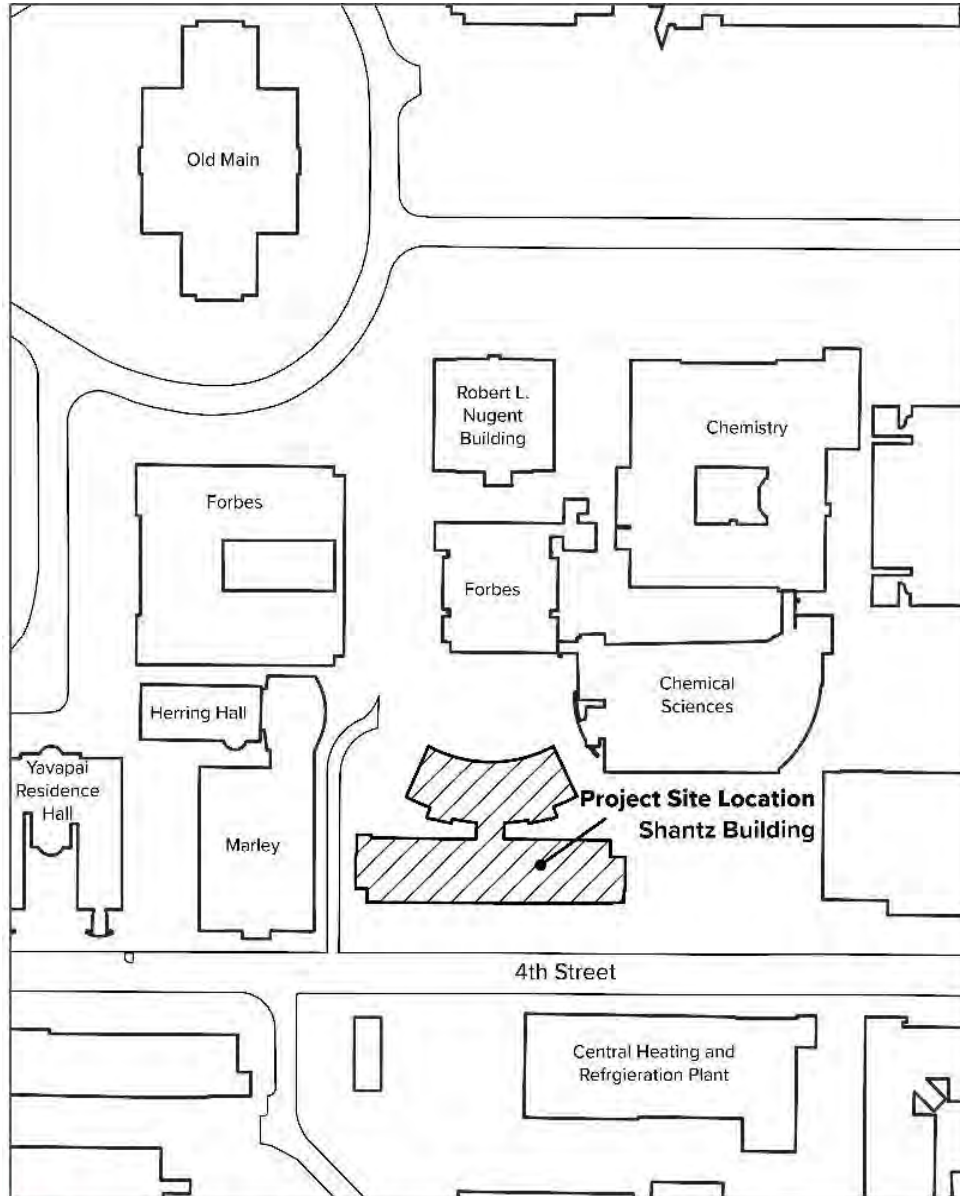 Old Main
Robert L.
Nugent
Building
Chemistry
Forbes
Forbes
Herring Hall
Chemical
Sciences
Yavapai
Residence
Hall
Marley
Project Site Location
Shantz Building
4th Street
Central Heating and
Refrgieration Plant